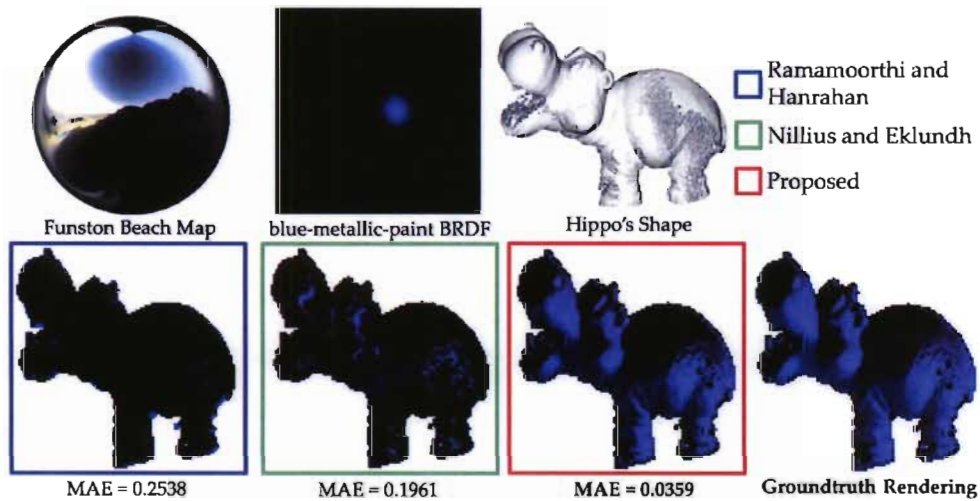 Ramamoorthi and
Hanrahan
Nillius and Eklundh
Proposed
Funston Beach Map
blue-metallic-paint BRDF
Hippo's Shape
MAE = 0.2538
MAE = 0.1961
MAE = 0.0359
Groundtruth Rendering